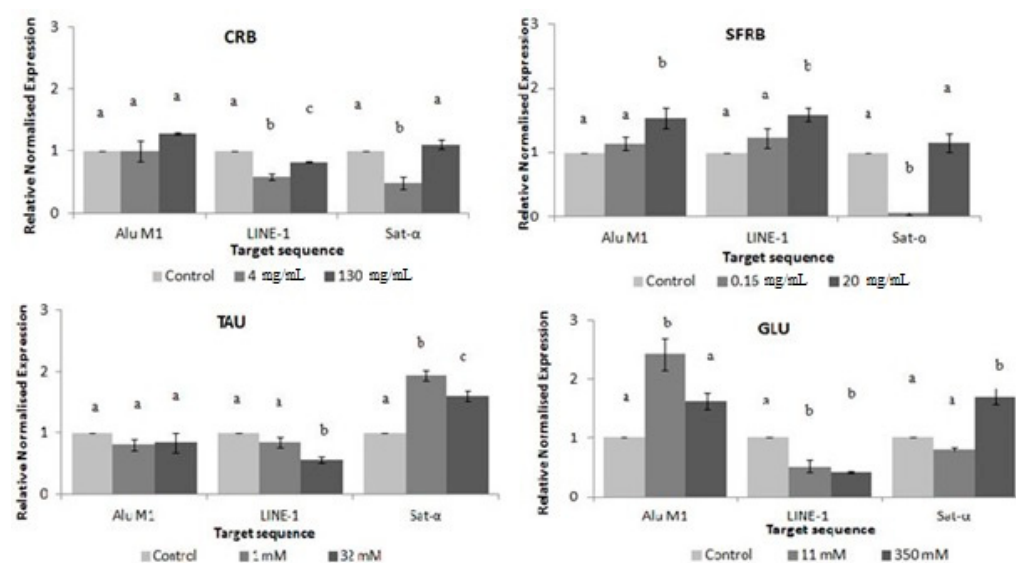 CRB
Relative Normalised Expression
3
2
1
0
a a a a b c a b a
Alu M1 LINE-1 Sat-α
Target sequence
Control 4 mg/mL 130 mg/mL
SFRB
Relative Normalised Expression
3
2
1
0
a a b a a b a b a
Alu M1 LINE-1 Sat-α
Target sequence
Control 0.15 mg/mL 20 mg/mL
TAU
Relative Normalised Expression
3
2
1
0
a a a a a b a b c
Alu M1 LINE-1 Sat-α
Target sequence
Control 1 mM 32 mM
GLU
Relative Normalised Expression
3
2
1
0
a b a a b b a a b
Alu M1 LINE-1 Sat-α
Target sequence
Control 11 mM 350 mM